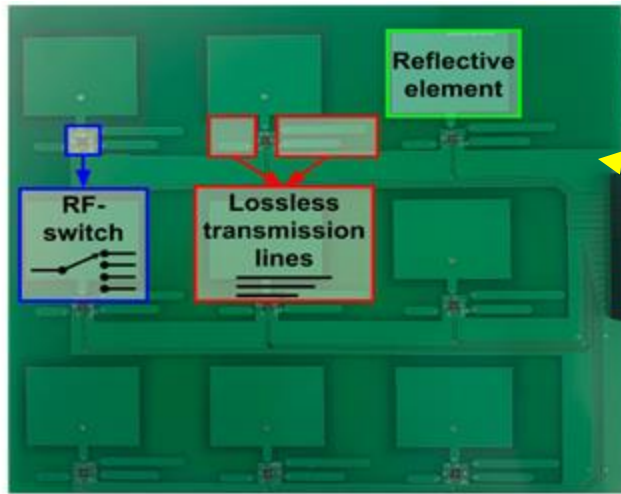 Reflective
element
RF-
switch
Lossless
transmission
lines